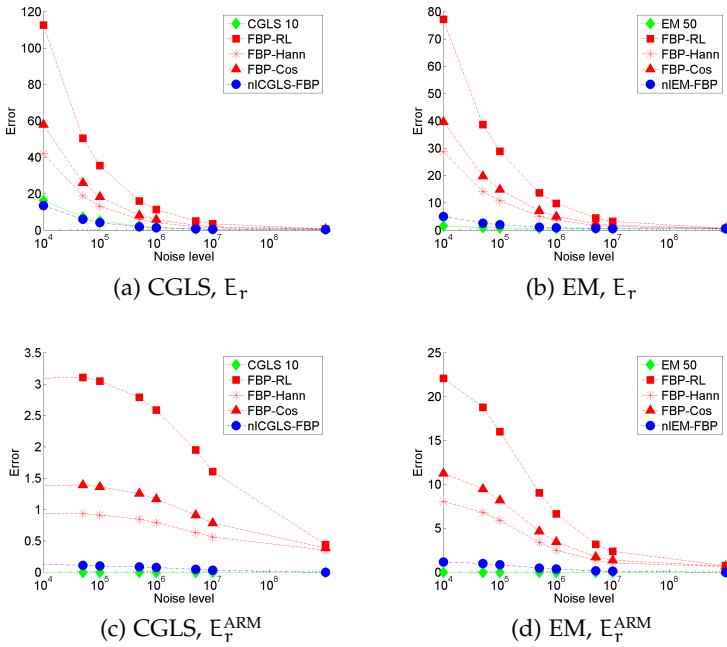 120
100
80
60
40
20
0
Error
10^4
10^5
10^6
10^7
10^8
Noise level
CGLS 10
FBP-RL
FBP-Hann
FBP-Cos
nlCGLS-FBP
(a) CGLS, E_r
80
70
60
50
40
30
20
10
0
Error
10^4
10^5
10^6
10^7
10^8
Noise level
EM 50
FBP-RL
FBP-Hann
FBP-Cos
nlEM-FBP
(b) EM, E_r
3.5
3
2.5
2
1.5
1
0.5
0
Error
10^4
10^5
10^6
10^7
10^8
Noise level
CGLS 10
FBP-RL
FBP-Hann
FBP-Cos
nlCGLS-FBP
(c) CGLS, E_r^ARM
25
20
15
10
5
0
Error
10^4
10^5
10^6
10^7
10^8
Noise level
EM 50
FBP-RL
FBP-Hann
FBP-Cos
nlEM-FBP
(d) EM, E_r^ARM